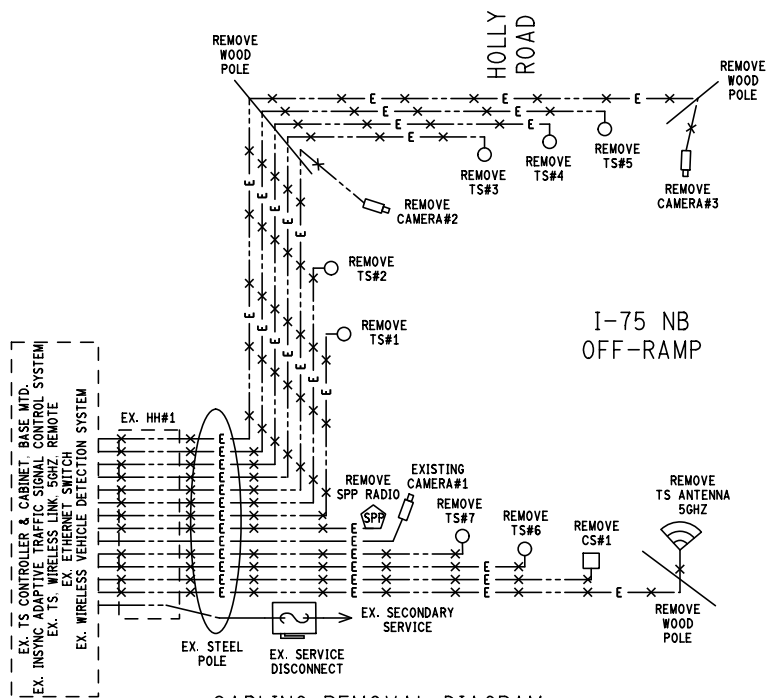 HOLLY
ROAD
REMOVE
WOOD
POLE
REMOVE
WOOD
POLE
E
E
E
E
REMOVE
TS#3
REMOVE
TS#4
REMOVE
TS#5
REMOVE
CAMERA#3
REMOVE
CAMERA#2
E
E
E
E
E
E
E
REMOVE
TS#2
REMOVE
TS#1
I-75 NB
OFF-RAMP
EX. TS CONTROLLER & CABINET, BASE MTD.
EX. INSYNC ADAPTIVE TRAFFIC SIGNAL CONTROL SYSTEM
EX. TS, WIRELESS LINK, 5GHZ, REMOTE
EX. ETHERNET SWITCH
EX. WIRELESS VEHICLE DETECTION SYSTEM
EX. HH#1
E
E
E
E
E
E
E
E
E
E
E
E
E
REMOVE
SPP RADIO
SPP
EXISTING
CAMERA#1
REMOVE
TS#7
REMOVE
TS#6
REMOVE
CS#1
REMOVE
TS ANTENNA
5GHZ
E
E
E
E
E
E
REMOVE
WOOD
POLE
EX. STEEL
POLE
EX. SERVICE
DISCONNECT
EX. SECONDARY
SERVICE
CABLING REMOVAL DIAGRAM